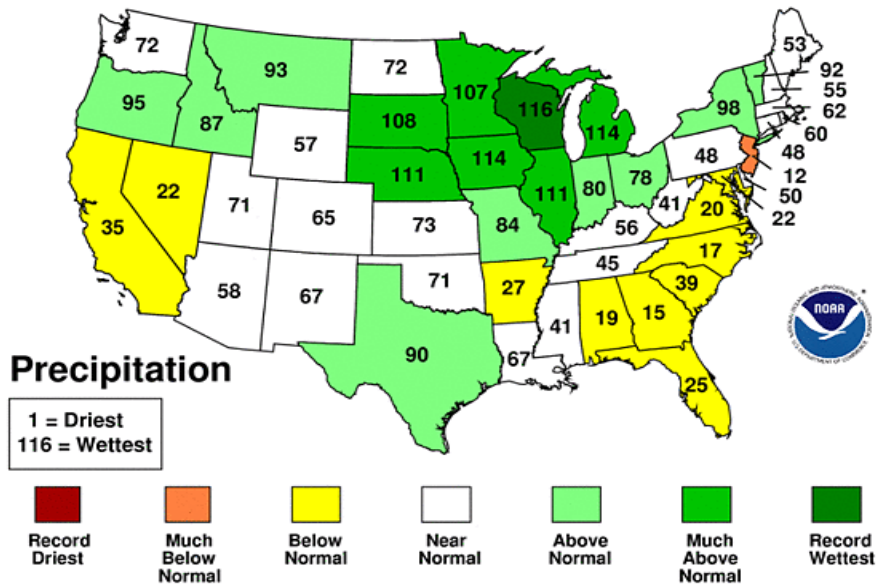 72
93
72
107
116
114
53
92
55
62
60
48
12
50
22
95
87
57
108
111
114
111
80
78
98
48
41
20
35
22
71
65
73
84
56
45
17
39
58
67
71
27
41
19
15
25
90
67
NOAA
Precipitation
1 = Driest
116 = Wettest
Record
Driest
Much
Below
Normal
Below
Normal
Near
Normal
Above
Normal
Much
Above
Normal
Record
Wettest